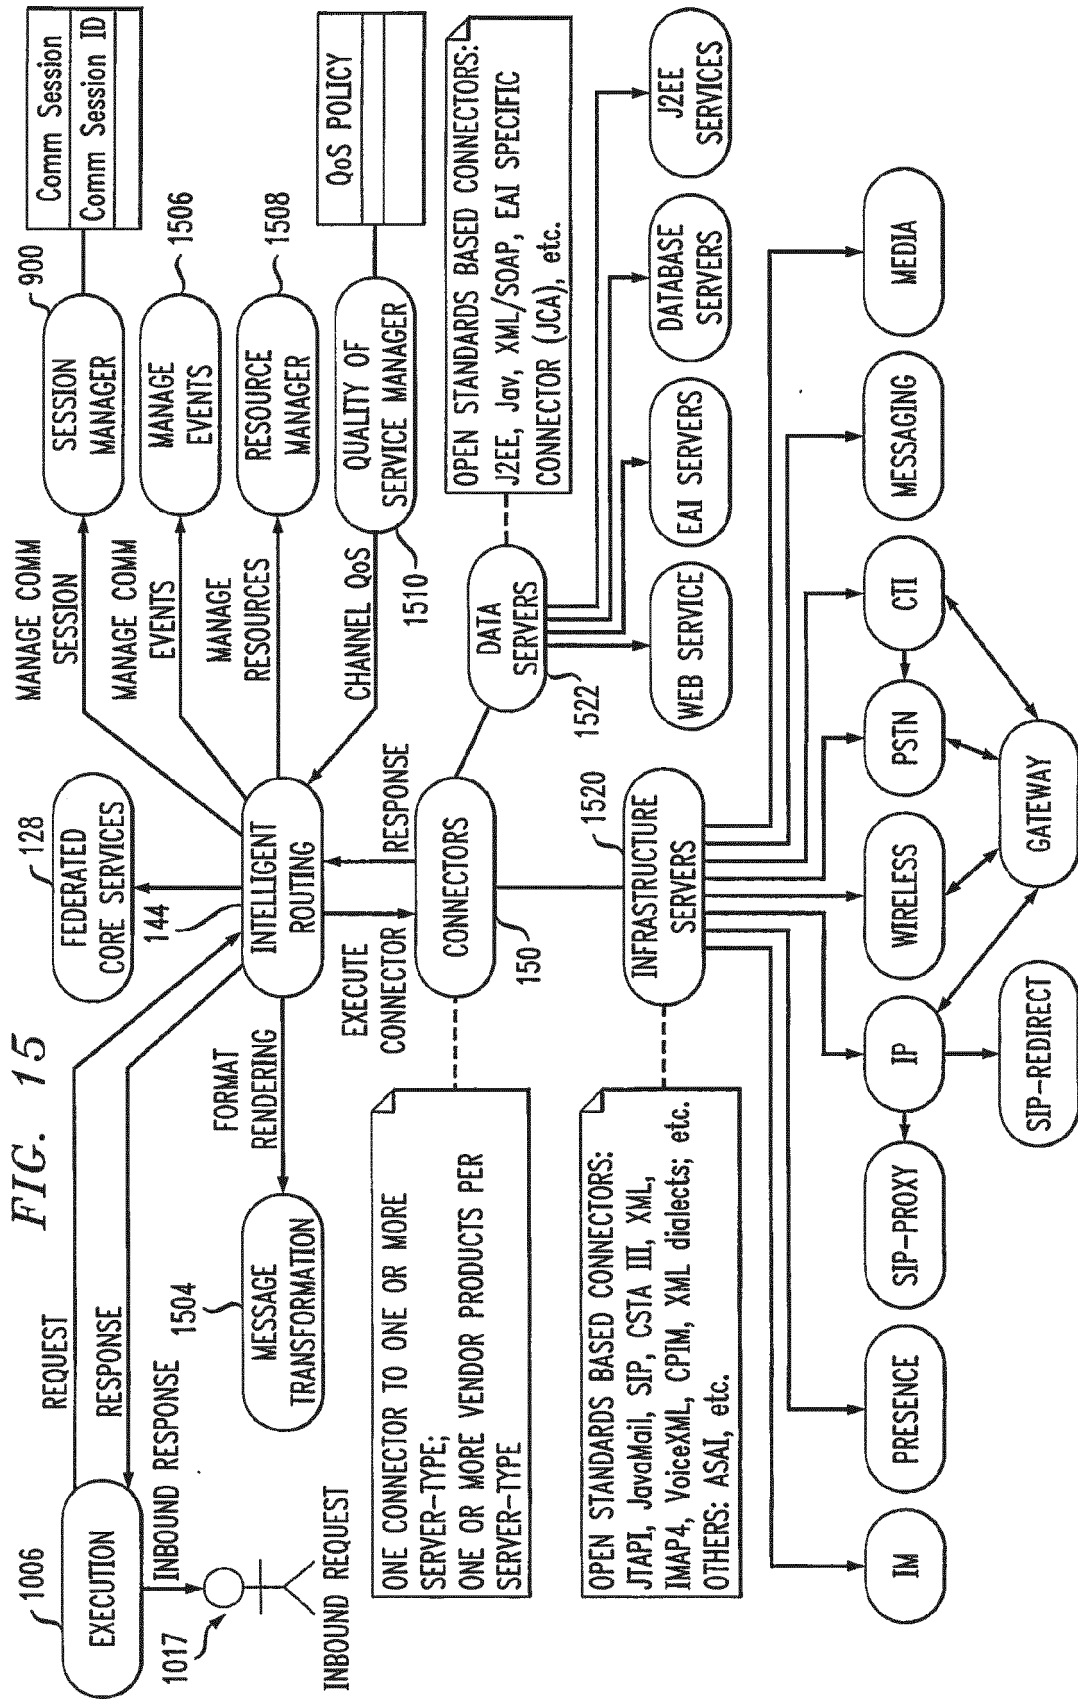 FIG. 15
1006
EXECUTION
REQUEST
RESPONSE
INBOUND RESPONSE
1017
INBOUND REQUEST
128
FEDERATED
CORE SERVICES
144
INTELLIGENT
ROUTING
FORMAT
RENDERING
1504
MESSAGE
TRANSFORMATION
MANAGE COMM
SESSION
MANAGE COMM
EVENTS
MANAGE
RESOURCES
CHANNEL QoS
900
SESSION
MANAGER
Comm Session
Comm Session ID
1506
MANAGE
EVENTS
1508
RESOURCE
MANAGER
QUALITY OF
SERVICE MANAGER
1510
QoS POLICY
EXECUTE
CONNECTOR
RESPONSE
CONNECTORS
150
ONE CONNECTOR TO ONE OR MORE
SERVER-TYPE;
ONE OR MORE VENDOR PRODUCTS PER
SERVER-TYPE
DATA
SERVERS
1522
OPEN STANDARDS BASED CONNECTORS:
J2EE, Jav, XML/SOAP, EAI SPECIFIC
CONNECTOR (JCA), etc.
WEB SERVICE
EAI SERVERS
DATABASE
SERVERS
J2EE
SERVICES
1520
INFRASTRUCTURE
SERVERS
OPEN STANDARDS BASED CONNECTORS:
JTAPI, JavaMail, SIP, CSTA III, XML,
IMAP4, VoiceXML, CPIM, XML dialects; etc.
OTHERS: ASAI, etc.
IM
PRESENCE
SIP-PROXY
IP
WIRELESS
PSTN
CTI
MESSAGING
MEDIA
SIP-REDIRECT
GATEWAY